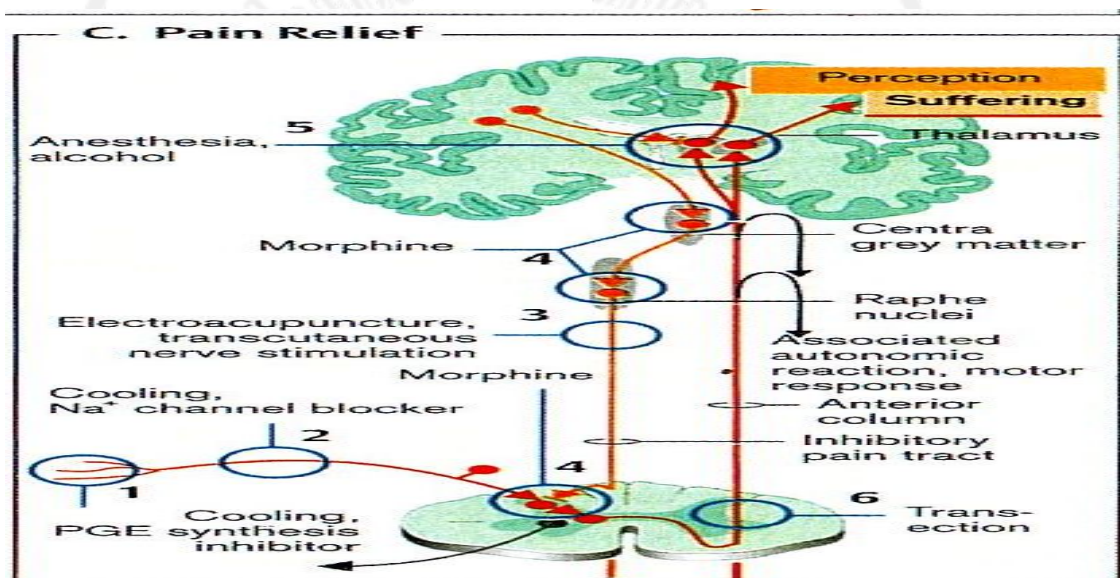 C. Pain Relief
Perception
Suffering
5
Anesthesia,
alcohol
Thalamus
Morphine
4
Centra
grey matter
Raphe
nuclei
3
Electroacupuncture,
transcutaneous
nerve stimulation
Associated
autonomic
reaction, motor
response
Morphine
Cooling,
Na+ channel blocker
Anterior
column
2
Inhibitory
pain tract
4
1
6
Cooling,
PGE synthesis
inhibitor
Trans-
ection